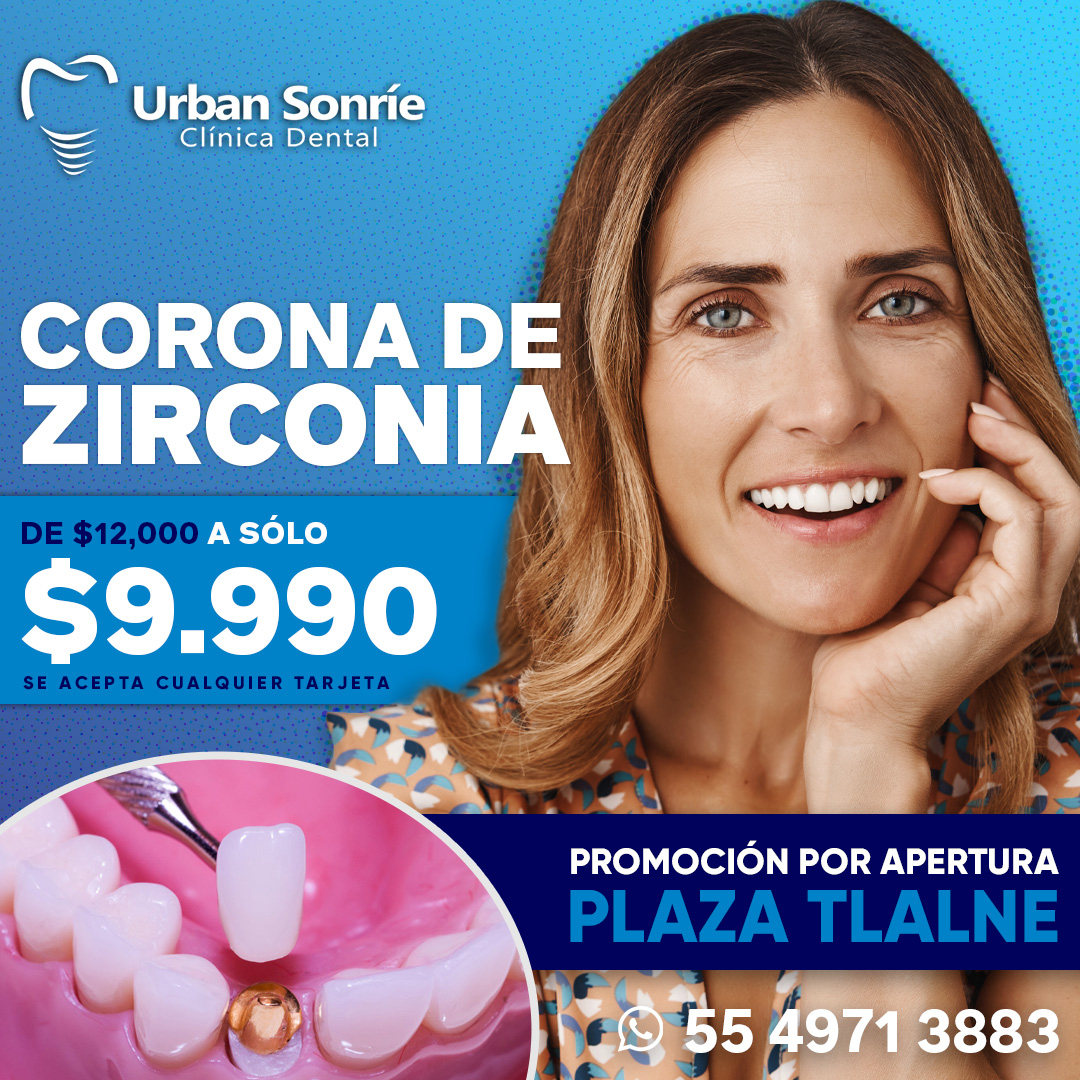 Urban Sonríe
Clínica Dental
CORONA DE
ZIRCONIA
DE $12,000 A SÓLO
$9.990
SE ACEPTA CUALQUIER TARJETA
PROMOCIÓN POR APERTURA
PLAZA TLALNE
55 4971 3883